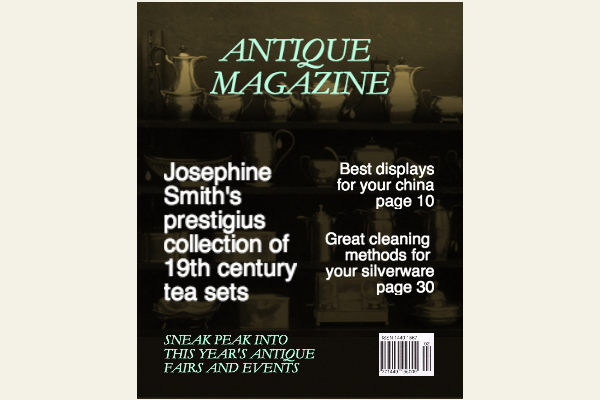 ANTIQUE
MAGAZINE
Josephine
Smith's
prestigius
collection of
19th century
tea sets
Best displays
for your china
page 10
Great cleaning
methods for
your silverware
page 30
SNEAK PEAK INTO
THIS YEAR'S ANTIQUE
FAIRS AND EVENTS